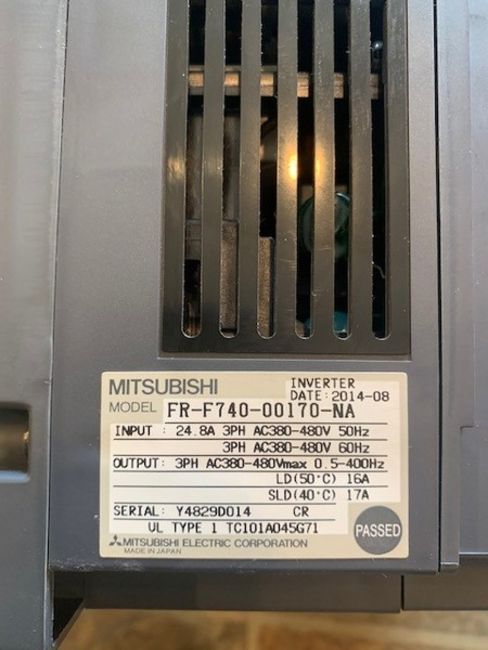 MITSUBISHI
INVERTER
DATE:2014-08
MODEL FR-F740-00170-NA
INPUT : 24.8A 3PH AC380-480V 50Hz
3PH AC380-480V 60Hz
OUTPUT: 3PH AC380-480Vmax 0.5-400Hz
LD(50°C) 16A
SLD(40°C) 17A
SERIAL: Y4829D014 CR
UL TYPE 1 TC101A045G71
PASSED
MITSUBISHI ELECTRIC CORPORATION
MADE IN JAPAN